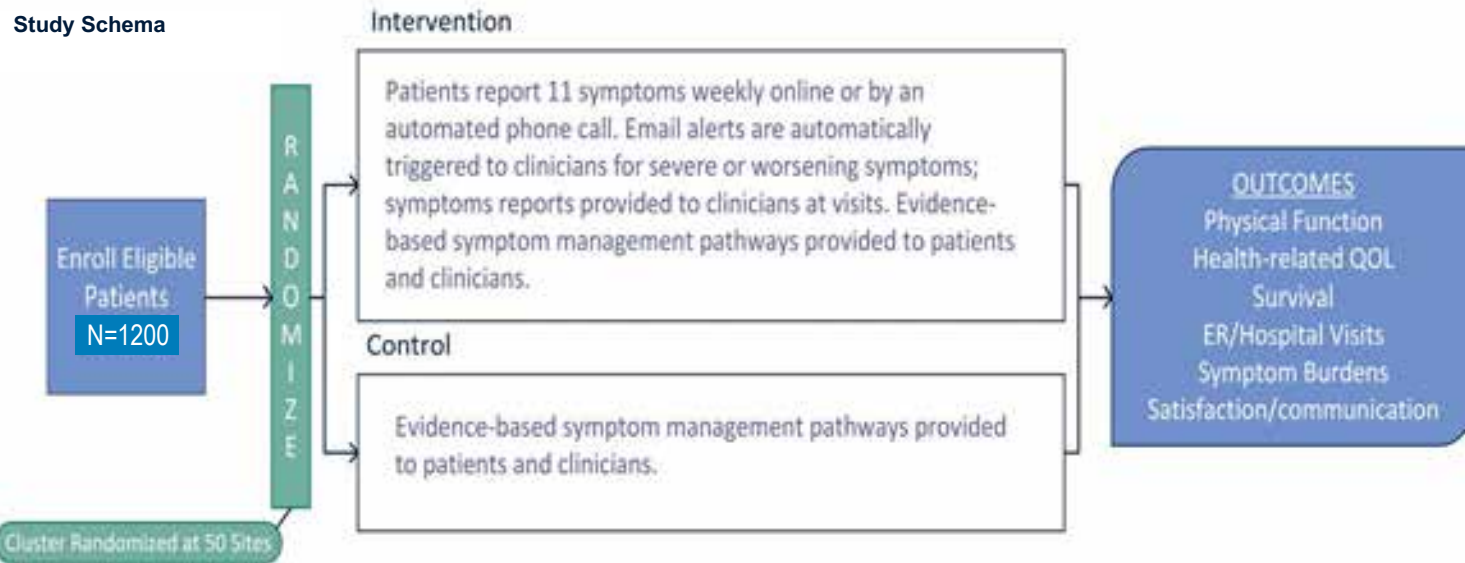 Study Schema
Enroll Eligible
Patients
N=1200
RANDOMIZE
Cluster Randomized at 50 Sites
Intervention
Patients report 11 symptoms weekly online or by an
automated phone call. Email alerts are automatically
triggered to clinicians for severe or worsening symptoms;
symptoms reports provided to clinicians at visits. Evidence-
based symptom management pathways provided to patients
and clinicians.
Control
Evidence-based symptom management pathways provided
to patients and clinicians.
OUTCOMES
Physical Function
Health-related QOL
Survival
ER/Hospital Visits
Symptom Burdens
Satisfaction/communication